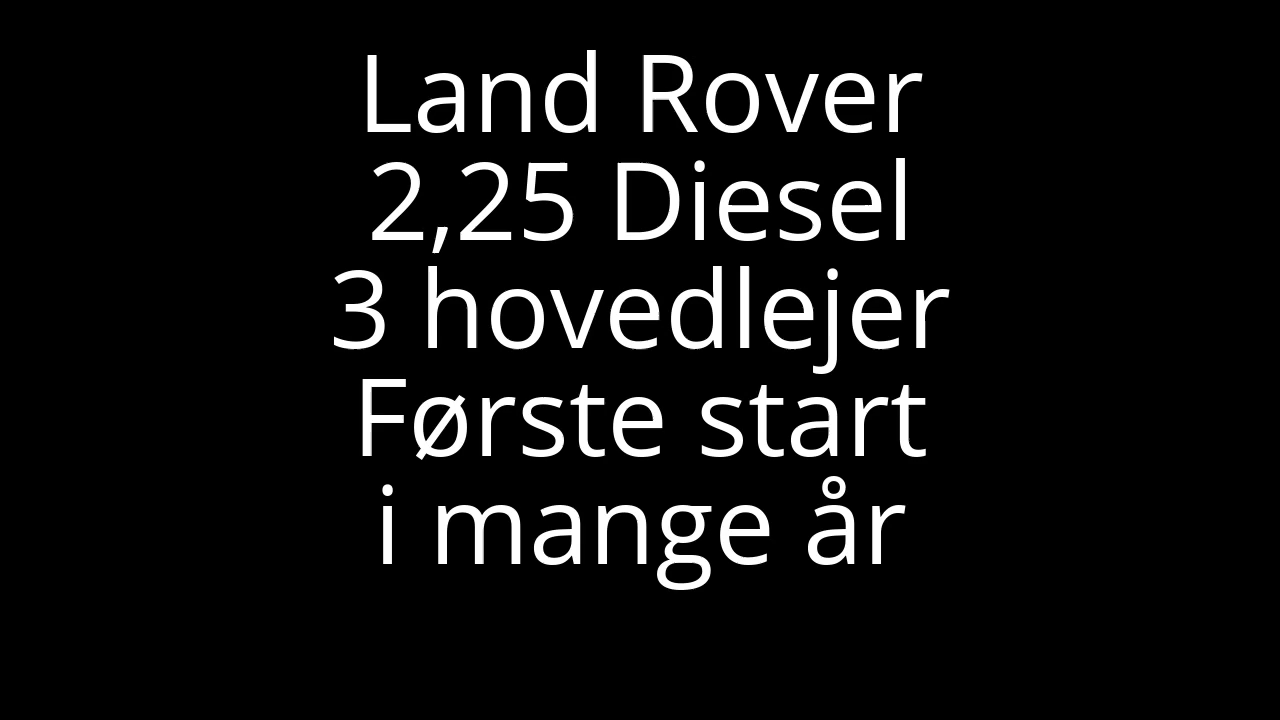 Land Rover
2,25 Diesel
3 hovedlejer
Første start
i mange år